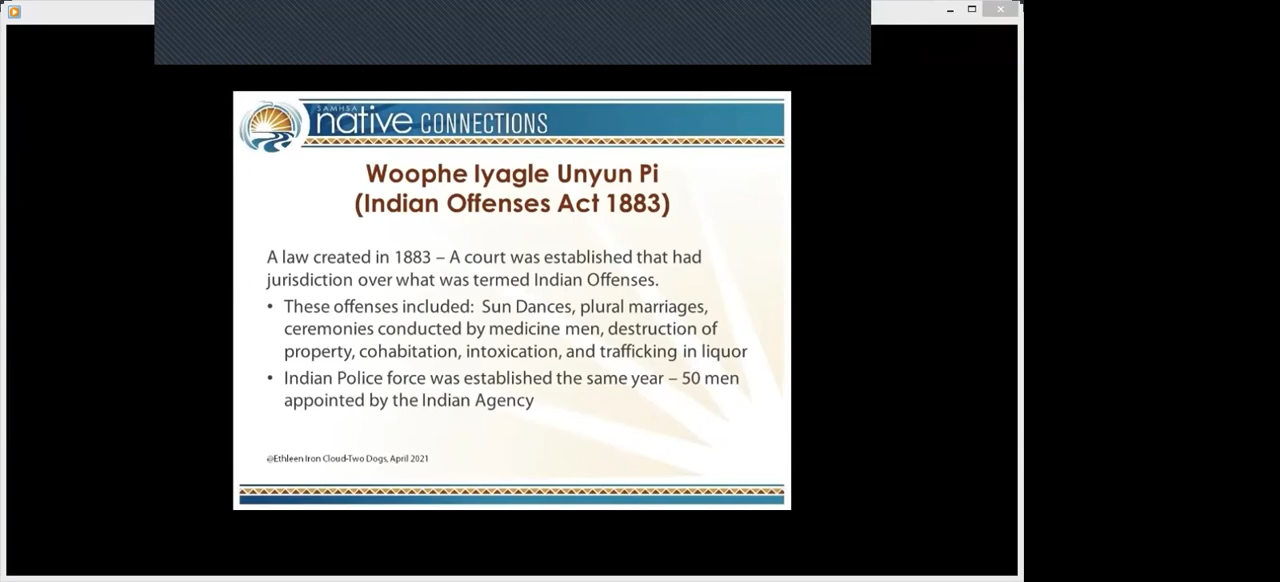 SAMHSA
native CONNECTIONS
Woophe Iyagle Unyun Pi
(Indian Offenses Act 1883)
A law created in 1883 – A court was established that had
jurisdiction over what was termed Indian Offenses.
• These offenses included:  Sun Dances, plural marriages,
ceremonies conducted by medicine men, destruction of
property, cohabitation, intoxication, and trafficking in liquor
• Indian Police force was established the same year – 50 men
appointed by the Indian Agency
@Ethleen Iron Cloud-Two Dogs, April 2021